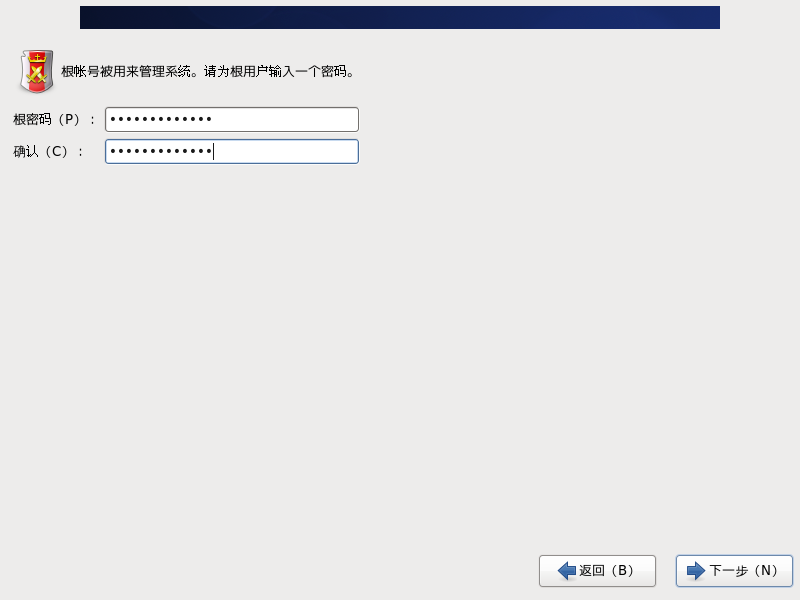 根帐号被用来管理系统。请为根用户输入一个密码。
根密码（P）：•••••••••••••
确认（C）：•••••••••••••
返回（B）
下一步（N）